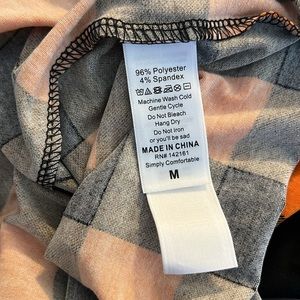 96% Polyester
4% Spandex
Machine Wash Cold
Gentle Cycle
Do Not Bleach
Hang Dry
Do Not Iron
or you'll be sad
MADE IN CHINA
RN# 142161
Simply Comfortable
M